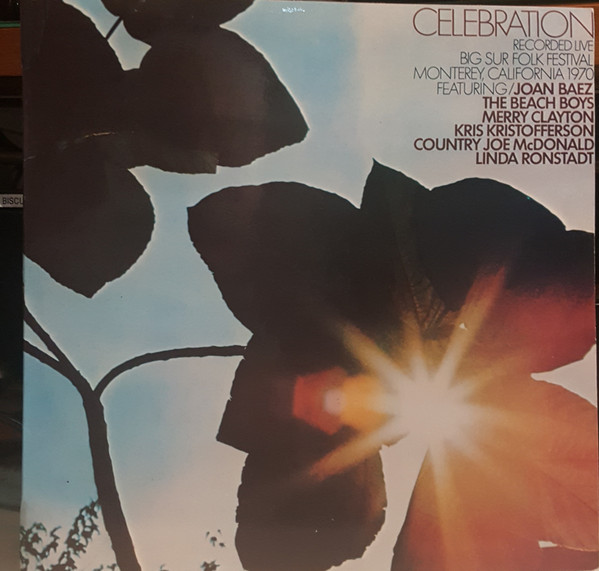 CELEBRATION
RECORDED LIVE
BIG SUR FOLK FESTIVAL
MONTEREY, CALIFORNIA 1970
FEATURING/JOAN BAEZ
THE BEACH BOYS
MERRY CLAYTON
KRIS KRISTOFFERSON
COUNTRY JOE McDONALD
LINDA RONSTADT
BISCU